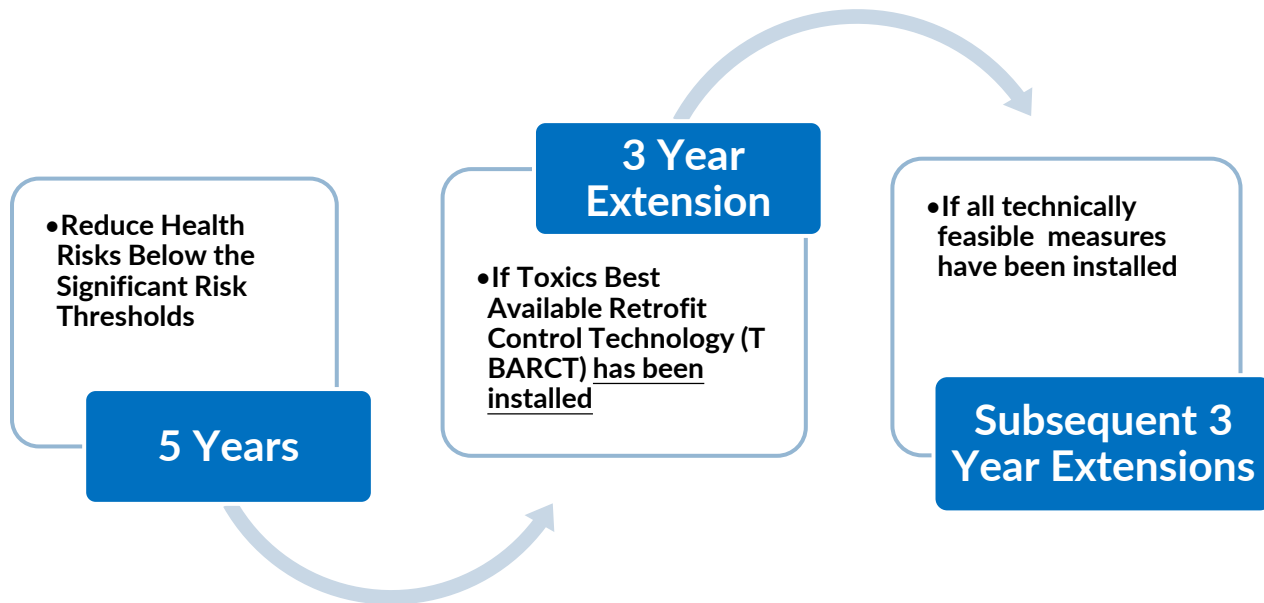 •Reduce Health
Risks Below the
Significant Risk
Thresholds
5 Years
3 Year
Extension
•If Toxics Best
Available Retrofit
Control Technology (T
BARCT) has been
installed
•If all technically
feasible  measures
have been installed
Subsequent 3
Year Extensions